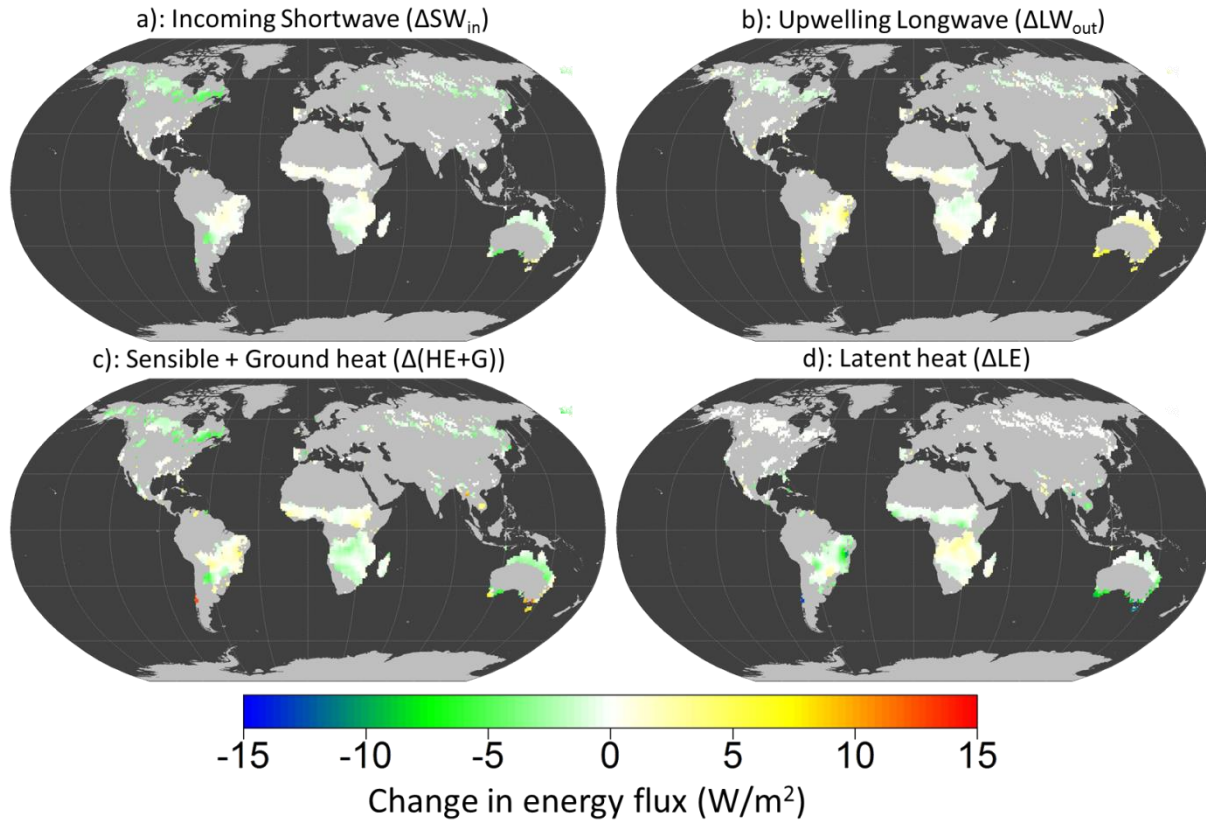 a): Incoming Shortwave (ΔSWin)
b): Upwelling Longwave (ΔLWout)
c): Sensible + Ground heat (Δ(HE+G))
d): Latent heat (ΔLE)
-15 -10 -5 0 5 10 15
Change in energy flux (W/m²)